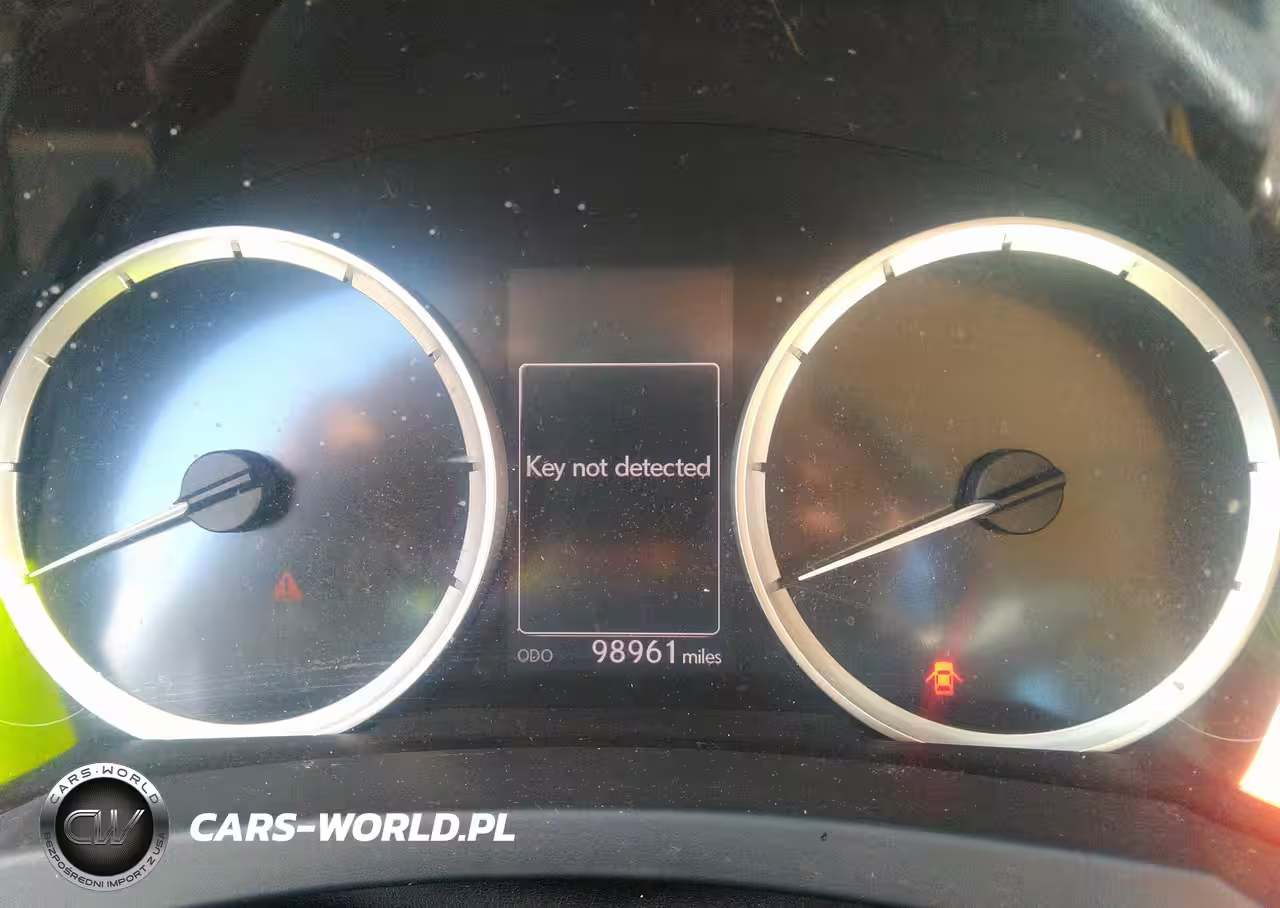 Key not detected
ODO 98961 miles
CARS-WORLD
CW
BEZPOŚREDNI IMPORT Z USA
CARS-WORLD.PL